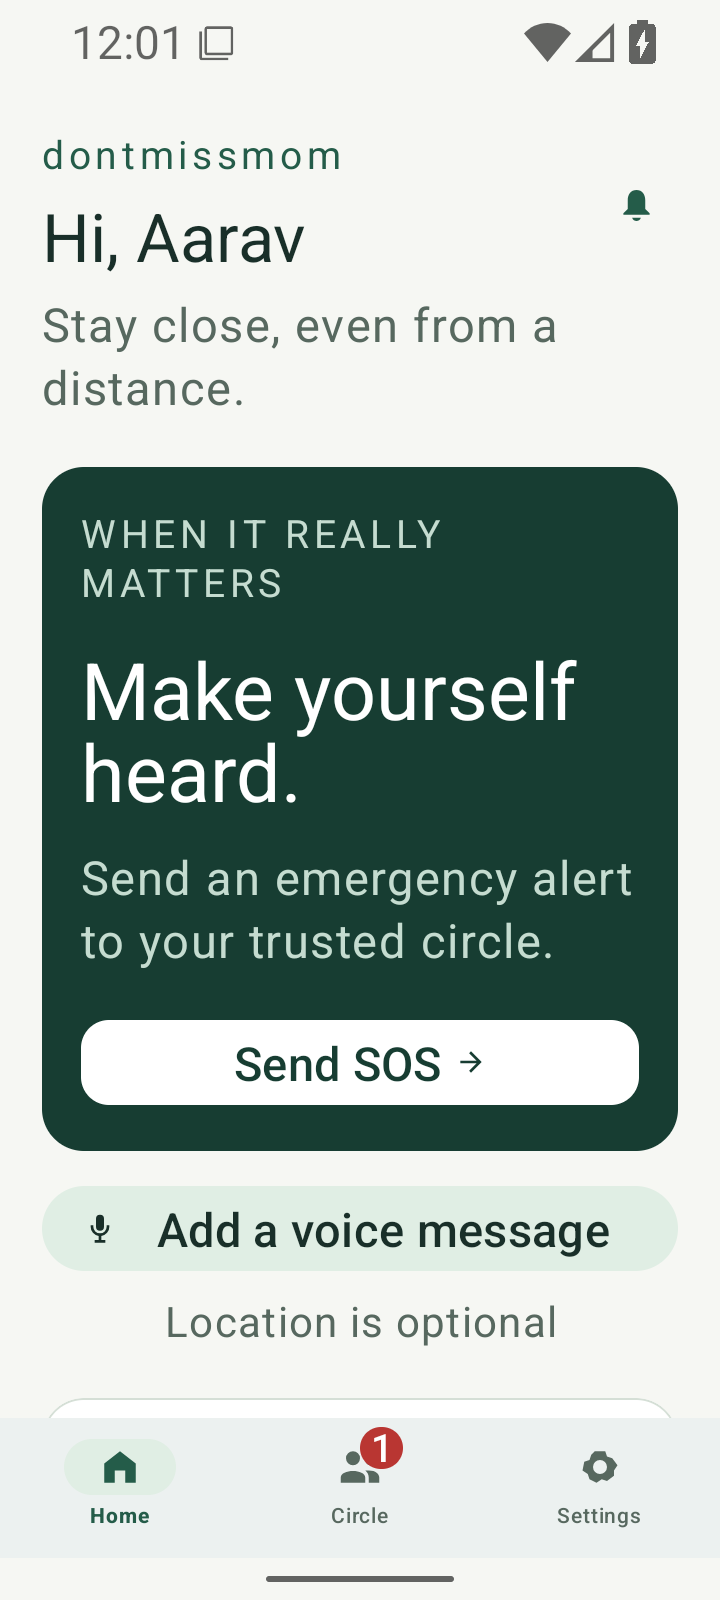 12:01
dontmissmom
Hi, Aarav
Stay close, even from a
distance.
WHEN IT REALLY
MATTERS
Make yourself
heard.
Send an emergency alert
to your trusted circle.
Send SOS →
Add a voice message
Location is optional
1
Home
Circle
Settings